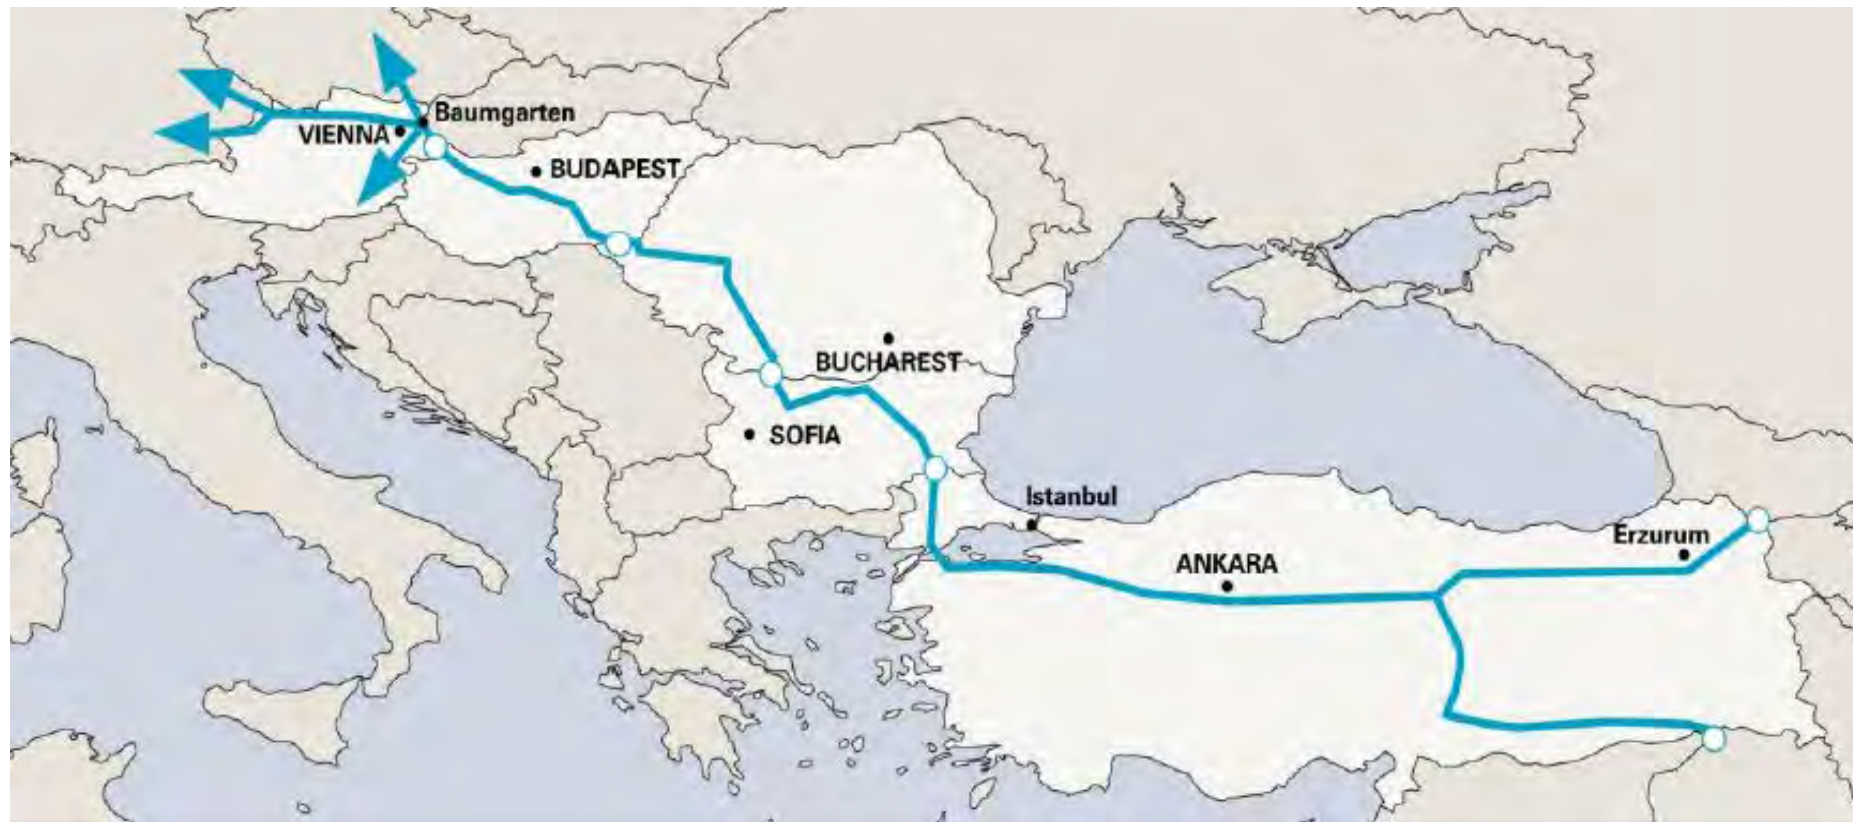 Baumgarten
VIENNA
BUDAPEST
BUCHAREST
SOFIA
Istanbul
Erzurum
ANKARA